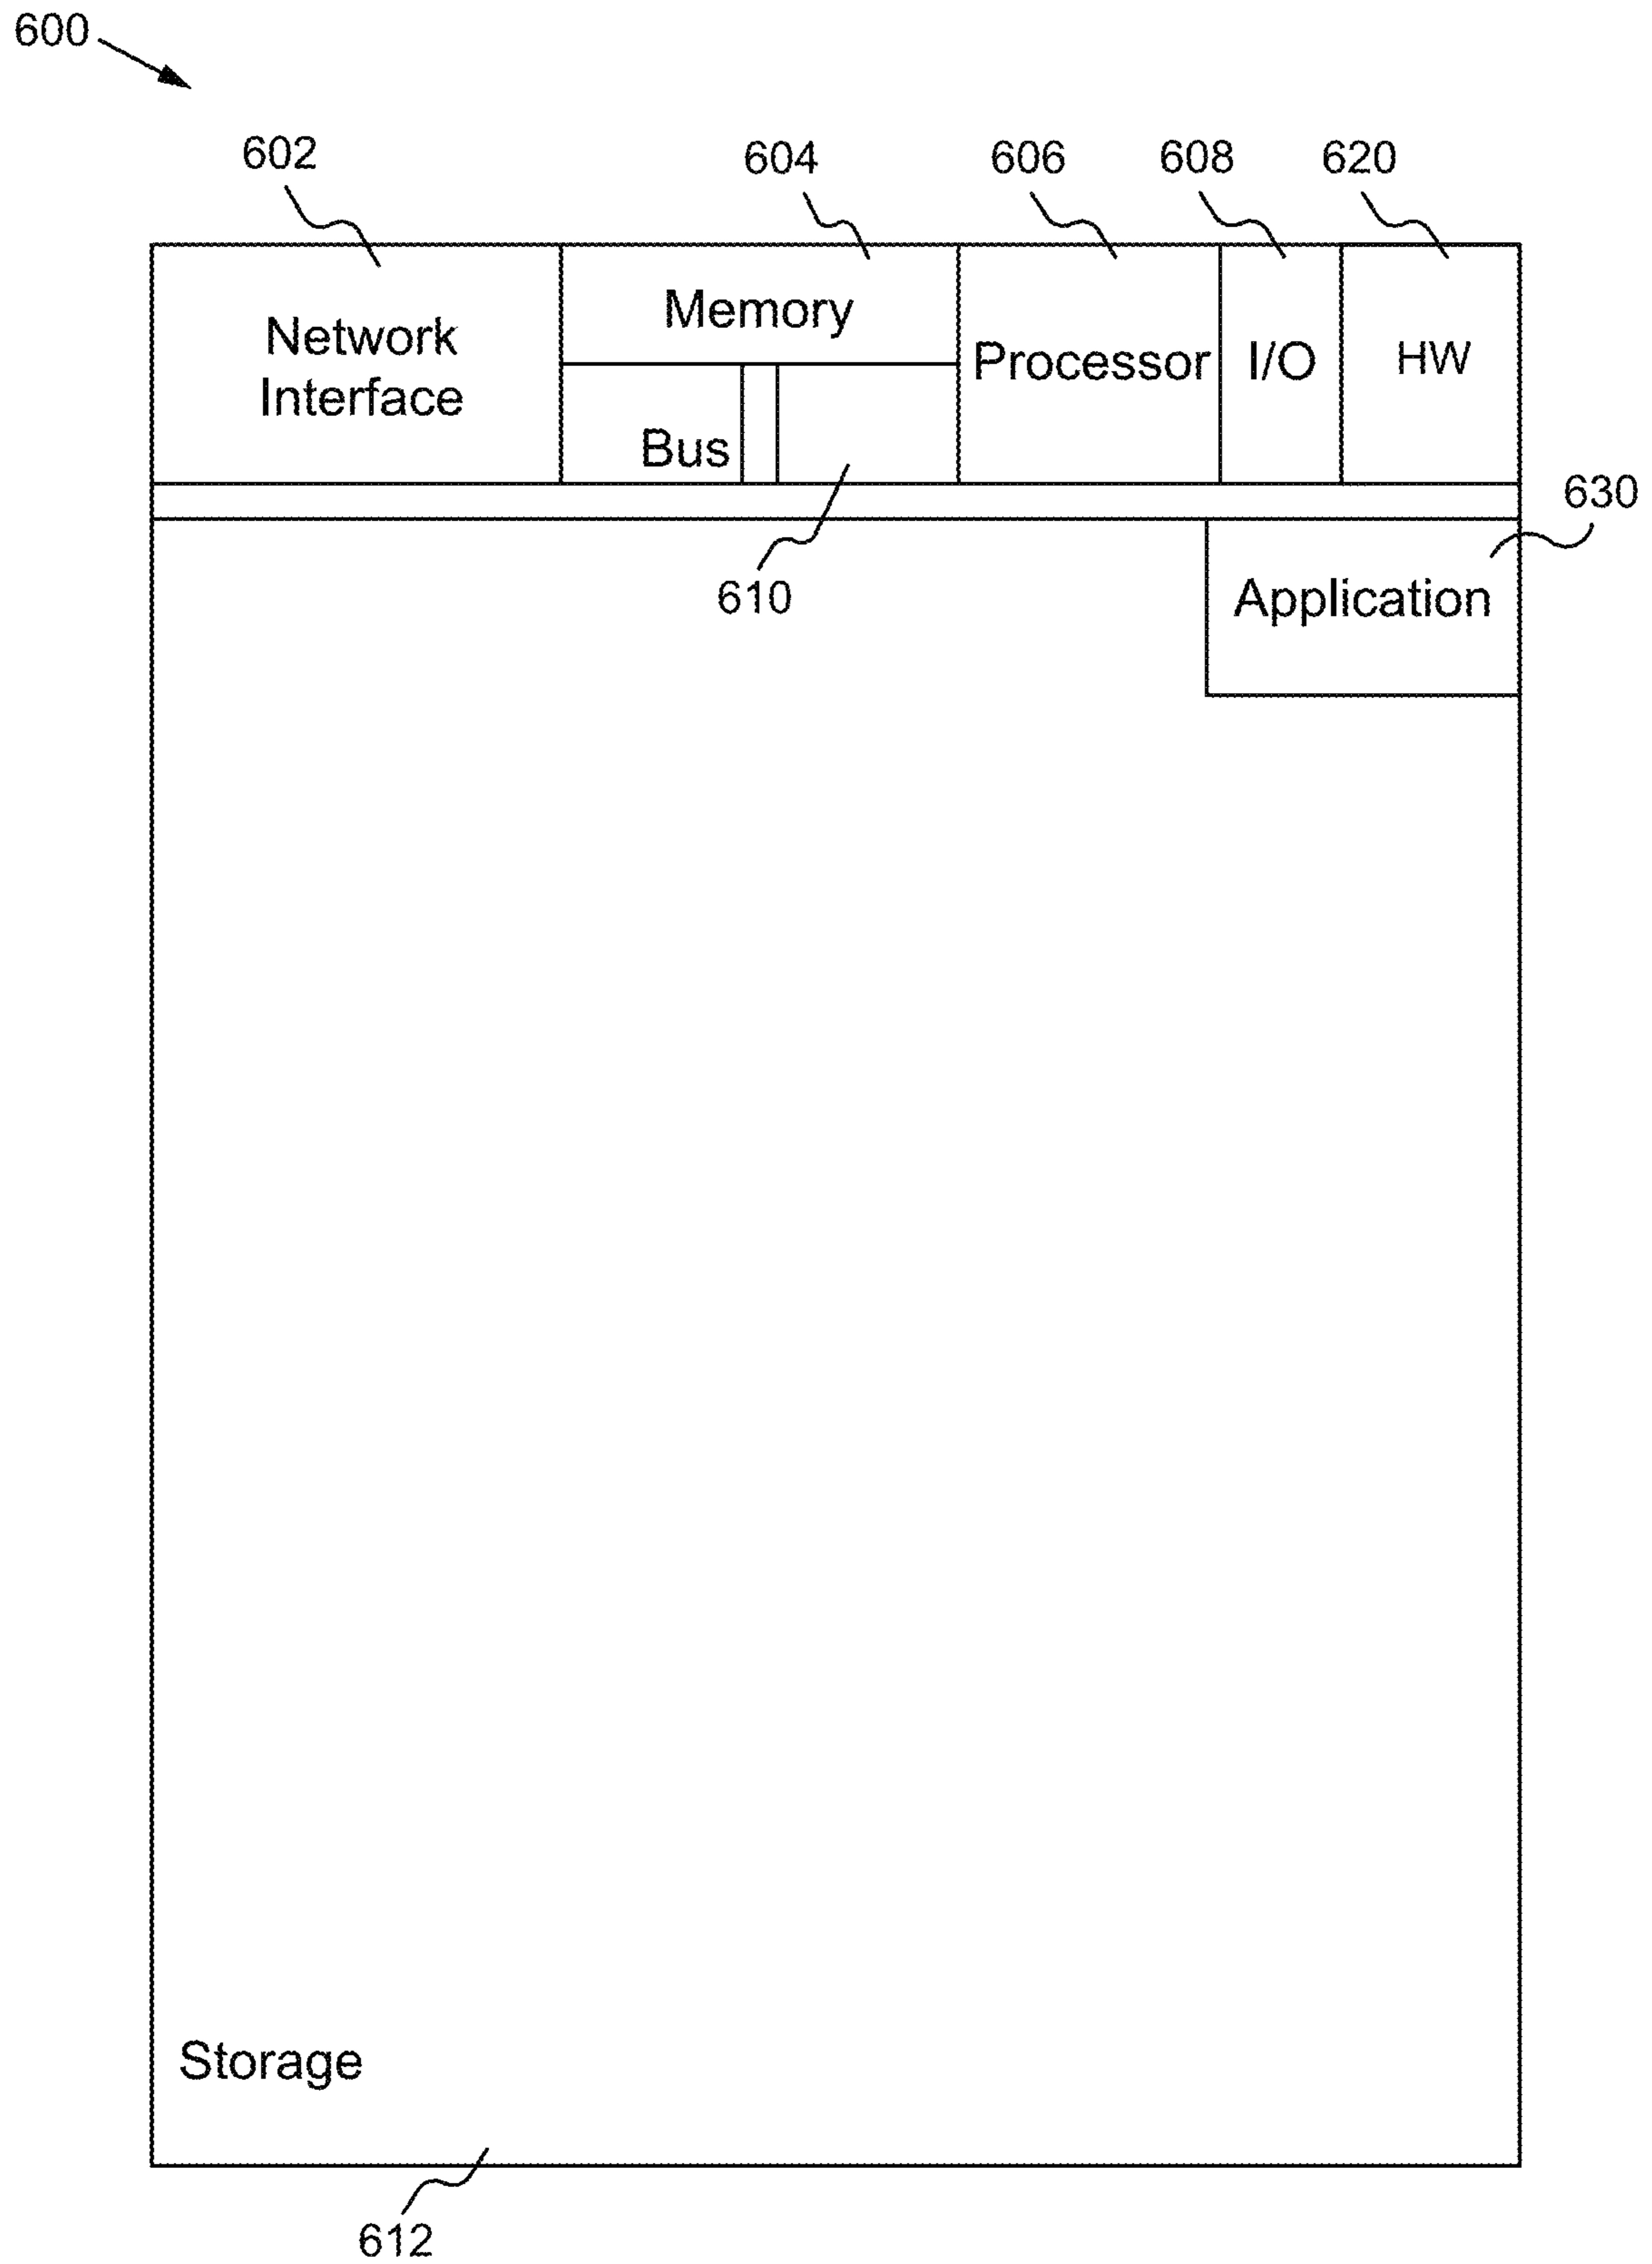 600
602
604
606
608
620
Network
Interface
Memory
Processor
I/O
HW
Bus
630
610
Application
Storage
612